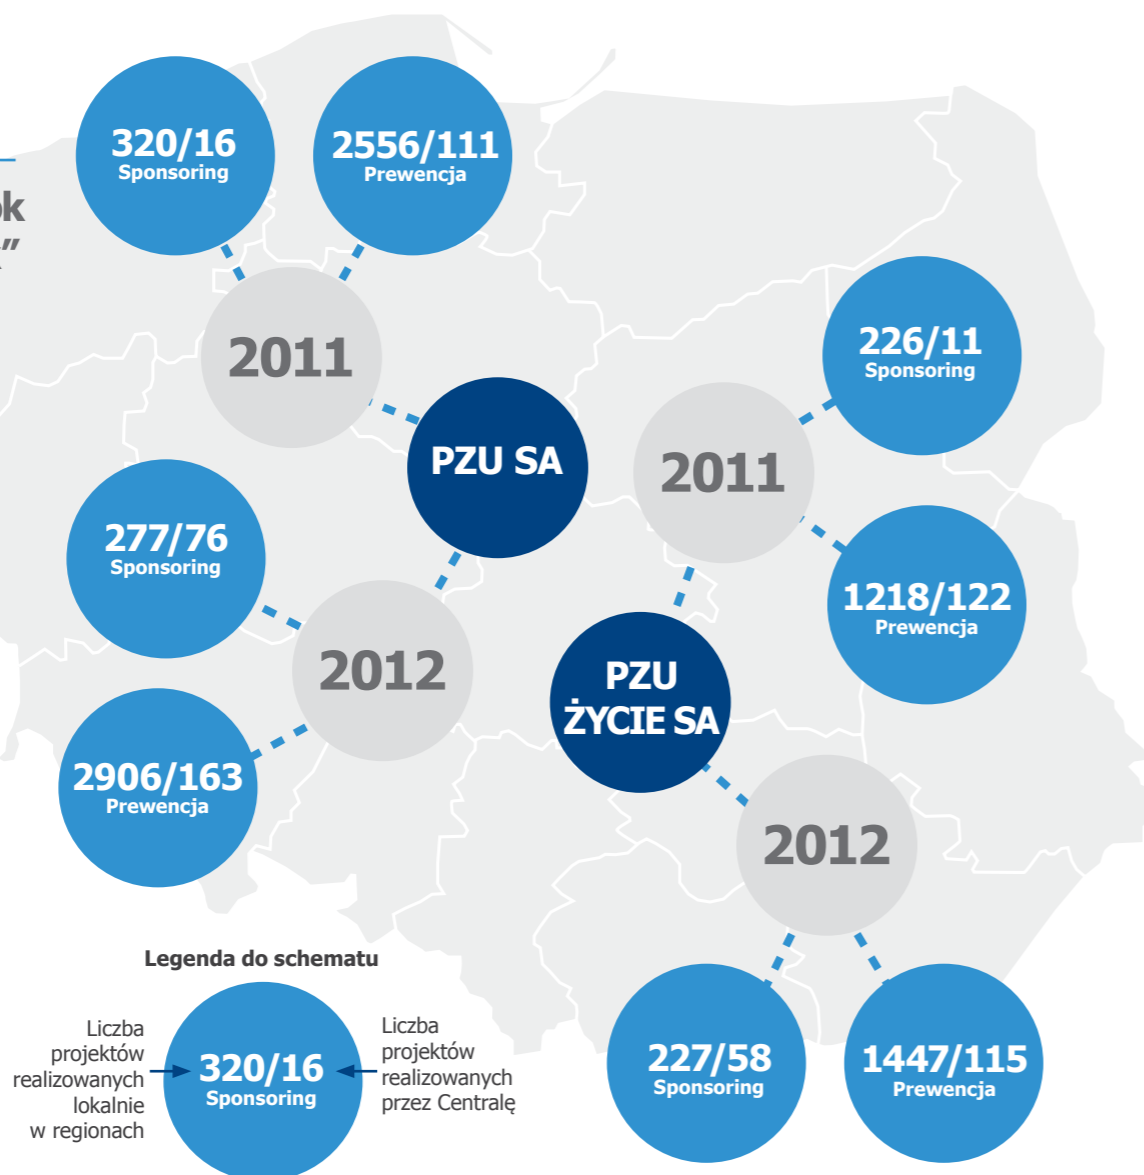 320/16
Sponsoring
2556/111
Prewencja
2011
PZU SA
277/76
Sponsoring
2012
2906/163
Prewencja
226/11
Sponsoring
2011
1218/122
Prewencja
PZU
ŻYCIE SA
2012
227/58
Sponsoring
1447/115
Prewencja
Legenda do schematu
Liczba
projektów
realizowanych
lokalnie
w regionach
320/16
Sponsoring
Liczba
projektów
realizowanych
przez Centralę